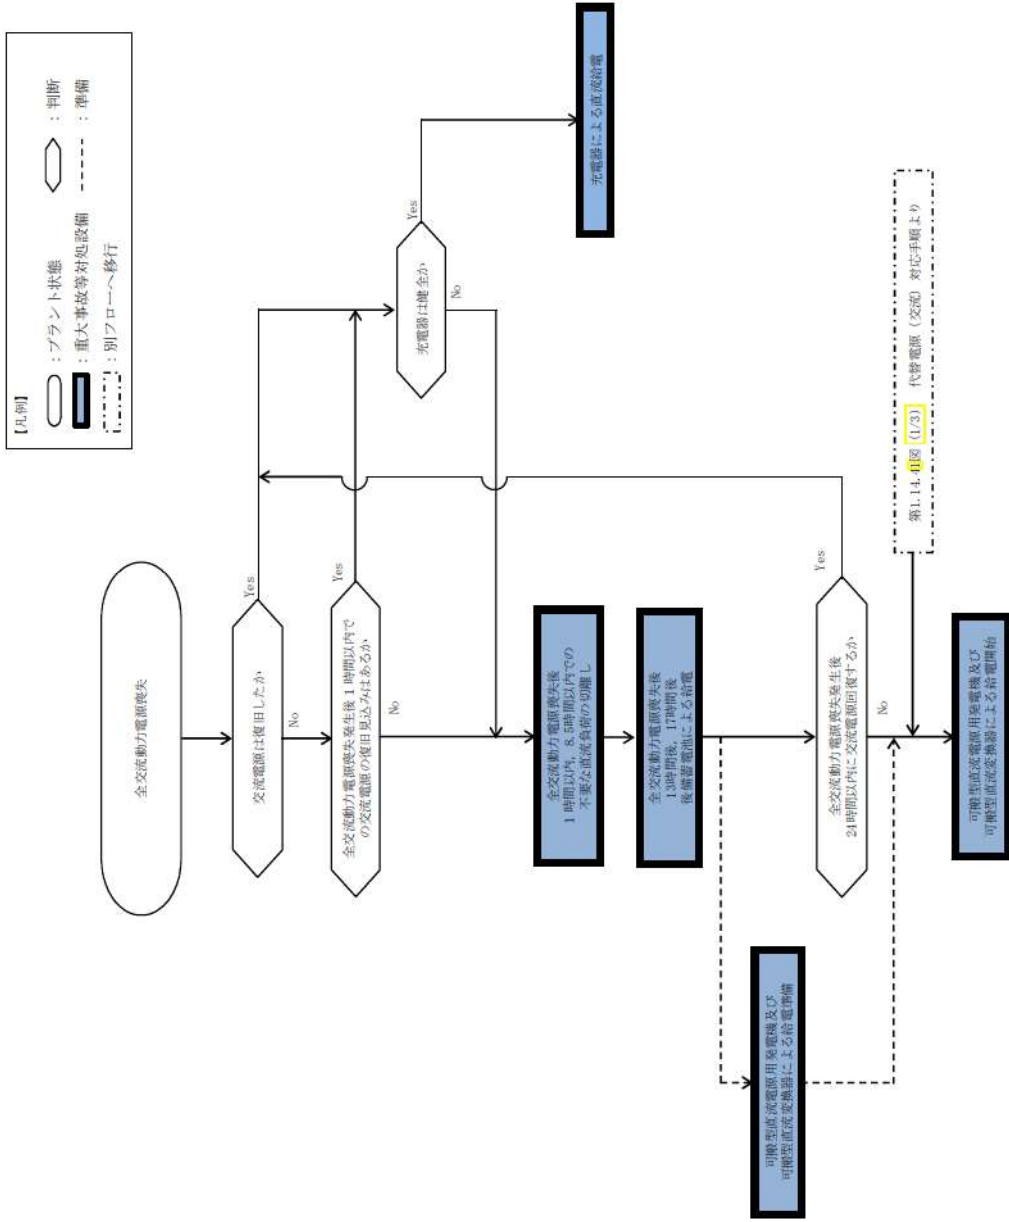 【凡例】
：プラント状態
：判断
：重大事故等対処設備
：準備
：別フローへ移行
全交流動力電源喪失
交流電源は復旧したか
Yes
No
全交流動力電源喪失発生後1時間以内で
の交流電源の復旧見込みはあるか
Yes
No
充電器は健全か
Yes
No
充電器による直流給電
全交流動力電源喪失後
1時間以内，8.5時間以内での
不要な直流負荷の切離し
全交流動力電源喪失後
13時間後，17時間後
後備蓄電池による給電
可搬型直流電源用発電機及び
可搬型直流変換器による給電準備
全交流動力電源喪失発生後
24時間以内に交流電源回復するか
Yes
No
第1.14.41図（1/3） 代替電源（交流）対応手順より
可搬型直流電源用発電機及び
可搬型直流変換器による給電開始